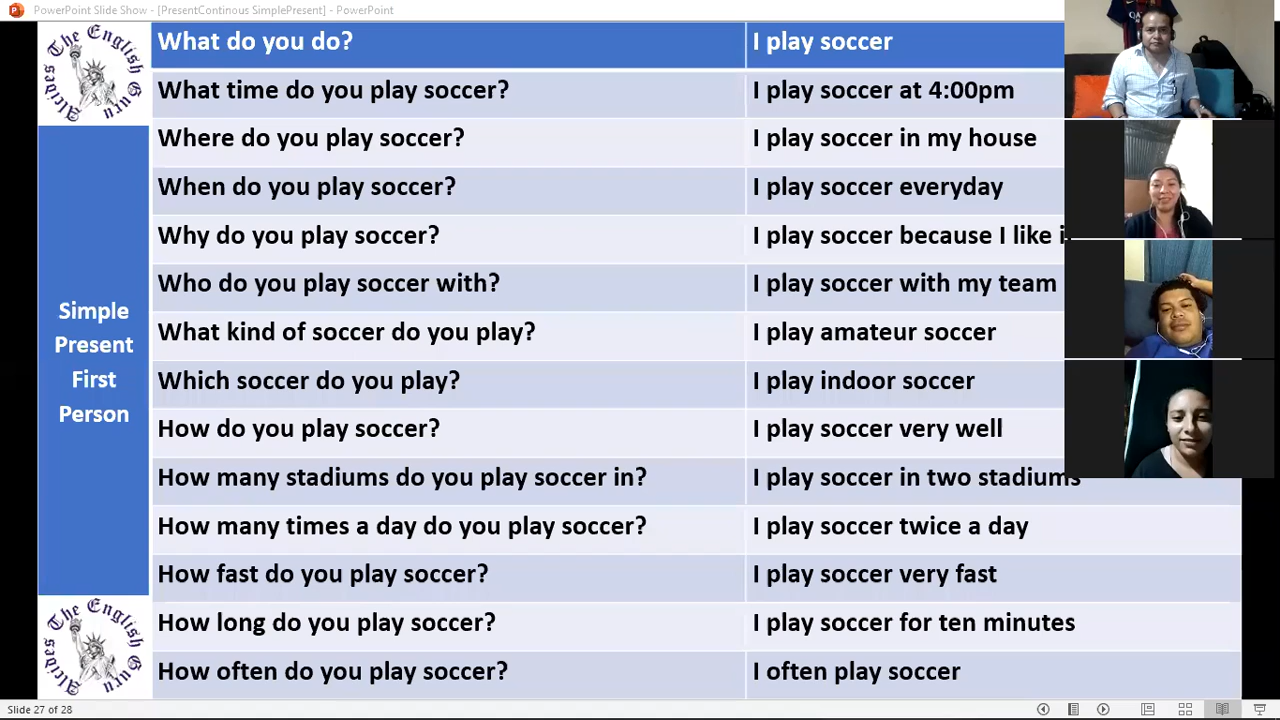 PowerPoint Slide Show - [PresentContinous SimplePresent] - PowerPoint
Alcides The English Guru
What do you do? I play soccer
What time do you play soccer? I play soccer at 4:00pm
Where do you play soccer? I play soccer in my house
When do you play soccer? I play soccer everyday
Why do you play soccer? I play soccer because I like i
Who do you play soccer with? I play soccer with my team
What kind of soccer do you play? I play amateur soccer
Which soccer do you play? I play indoor soccer
How do you play soccer? I play soccer very well
How many stadiums do you play soccer in? I play soccer in two stadiums
How many times a day do you play soccer? I play soccer twice a day
How fast do you play soccer? I play soccer very fast
How long do you play soccer? I play soccer for ten minutes
How often do you play soccer? I often play soccer
Simple
Present
First
Person
Alcides The English Guru
Slide 27 of 28